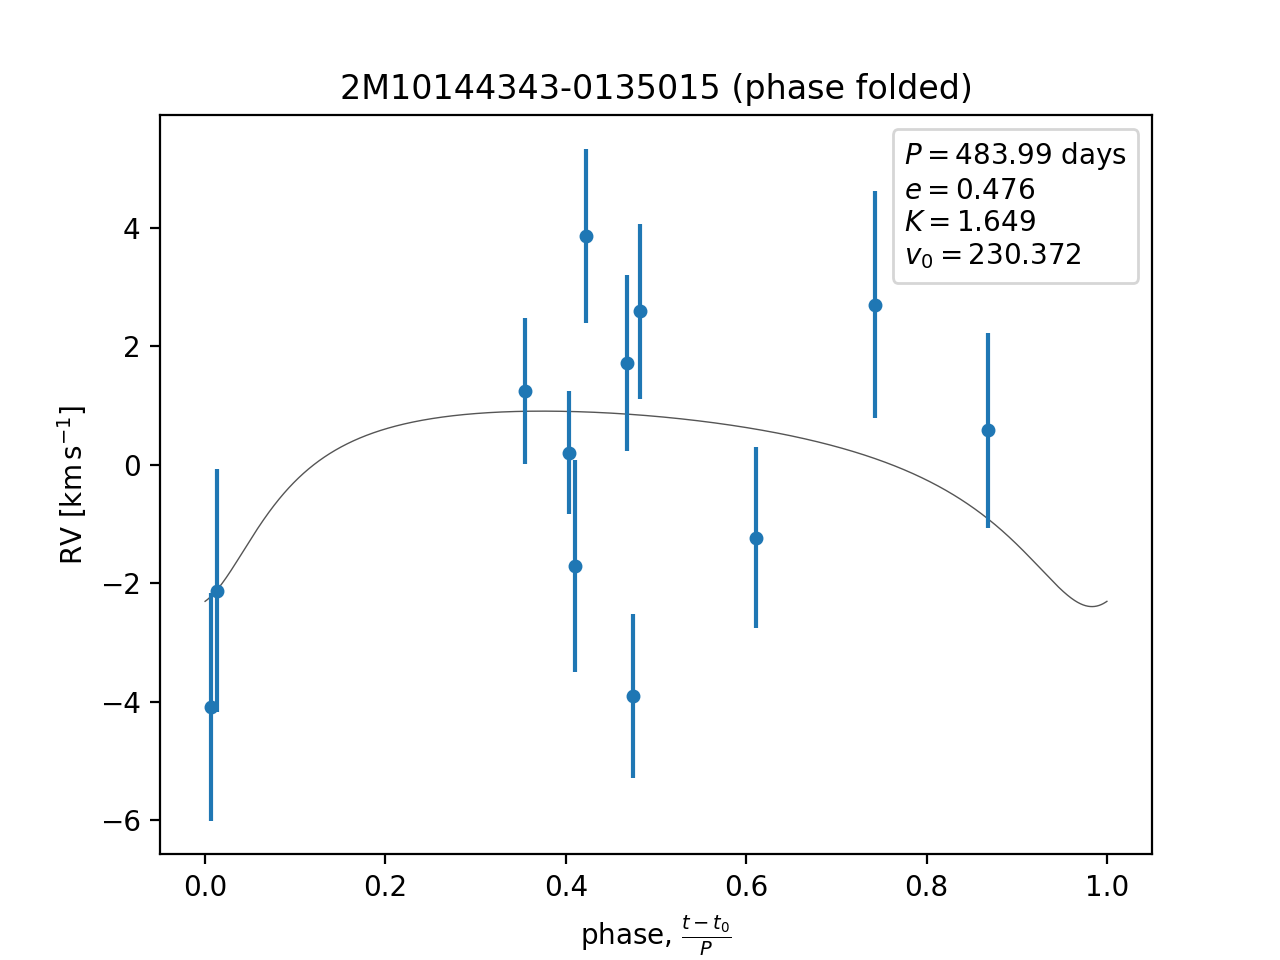 2M10144343-0135015 (phase folded)
P = 483.99 days
e = 0.476
K = 1.649
v₀ = 230.372
RV [km s⁻¹]
4
2
0
−2
−4
−6
0.0 0.2 0.4 0.6 0.8 1.0
phase, (t − t₀)/P